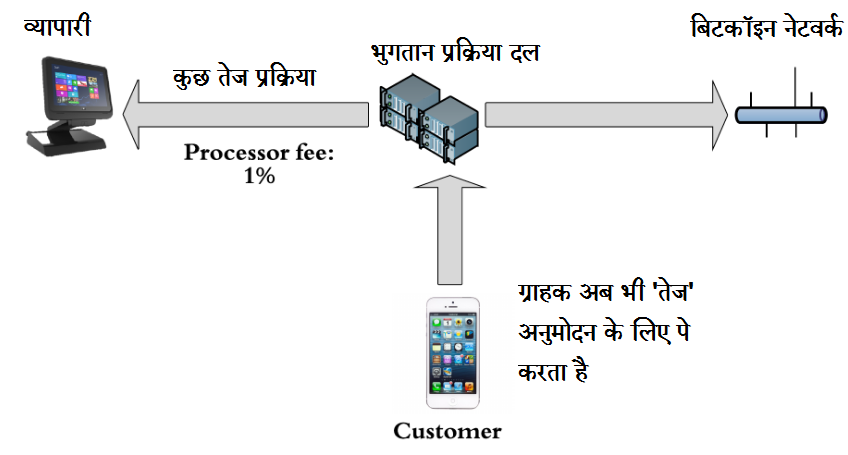 व्यापारी
भुगतान प्रक्रिया दल
बिटकॉइन नेटवर्क
कुछ तेज प्रक्रिया
Processor fee:
1%
ग्राहक अब भी 'तेज'
अनुमोदन के लिए पे
करता है
Customer